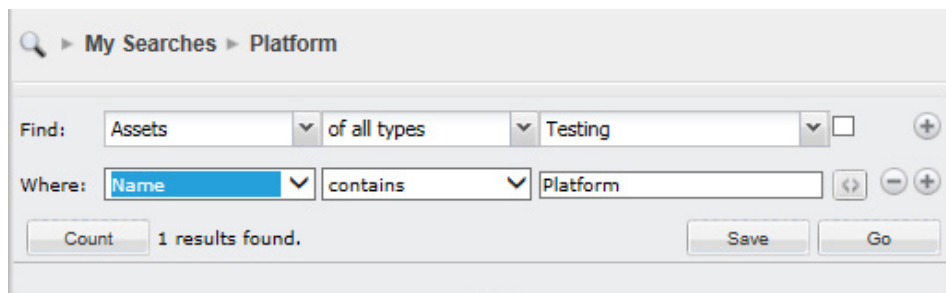 My Searches Platform
Find: Assets of all types Testing
Where: Name contains Platform
Count 1 results found. Save Go